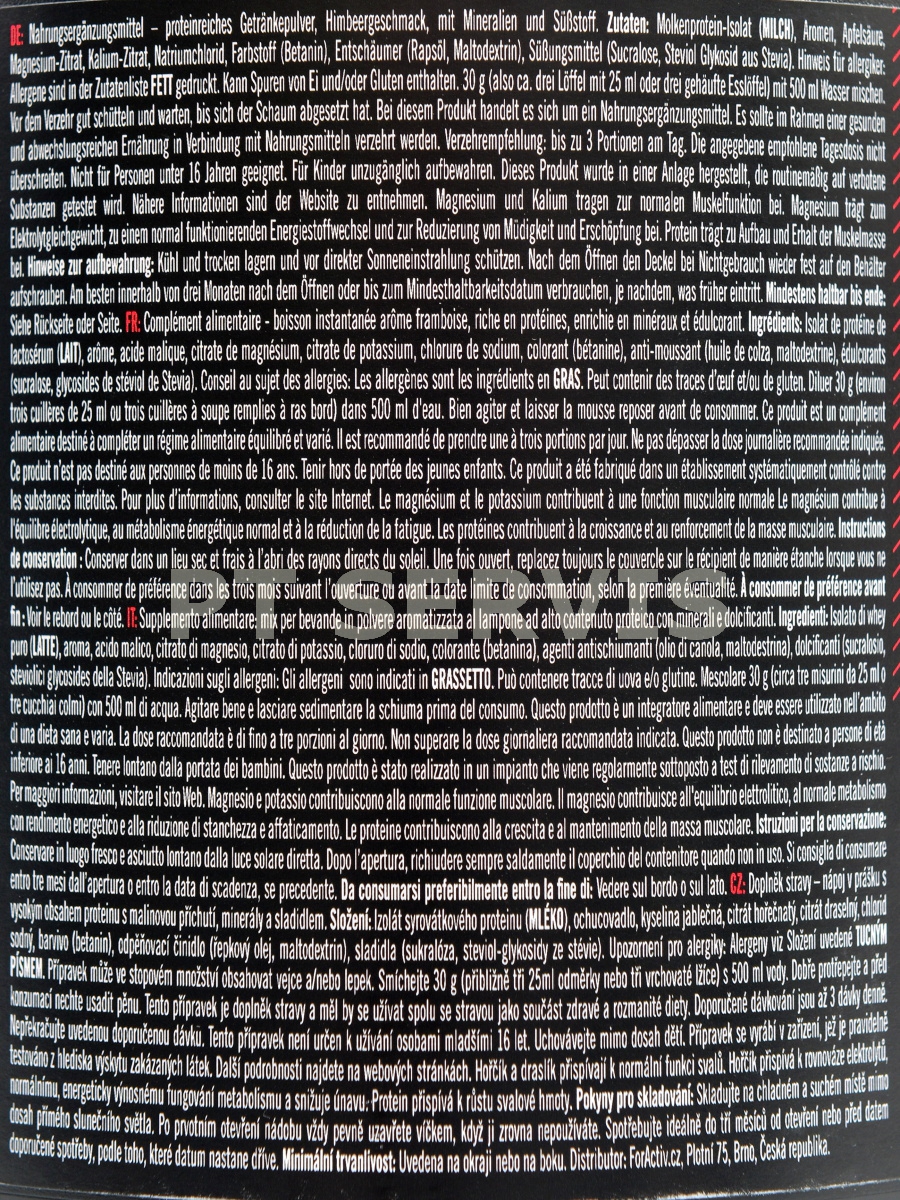 DE: Nahrungsergänzungsmittel – proteinreiches Getränkepulver, Himbeergeschmack, mit Mineralien und Süßstoff. Zutaten: Molkenprotein-Isolat (MILCH), Aromen, Apfelsäure,
Magnesium-Zitrat, Kalium-Zitrat, Natriumchlorid, Farbstoff (Betanin), Entschäumer (Rapsöl, Maltodextrin), Süßungsmittel (Sucralose, Steviol Glykosid aus Stevia). Hinweis für allergiker:
Allergene sind in der Zutatenliste FETT gedruckt. Kann Spuren von Ei und/oder Gluten enthalten. 30 g (also ca. drei Löffel mit 25 ml oder drei gehäufte Esslöffel) mit 500 ml Wasser mischen.
Vor dem Verzehr gut schütteln und warten, bis sich der Schaum abgesetzt hat. Bei diesem Produkt handelt es sich um ein Nahrungsergänzungsmittel. Es sollte im Rahmen einer gesunden
und abwechslungsreichen Ernährung in Verbindung mit Nahrungsmitteln verzehrt werden. Verzehrempfehlung: bis zu 3 Portionen am Tag. Die angegebene empfohlene Tagesdosis nicht
überschreiten. Nicht für Personen unter 16 Jahren geeignet. Für Kinder unzugänglich aufbewahren. Dieses Produkt wurde in einer Anlage hergestellt, die routinemäßig auf verbotene
Substanzen getestet wird. Nähere Informationen sind der Website zu entnehmen. Magnesium und Kalium tragen zur normalen Muskelfunktion bei. Magnesium trägt zum
Elektrolytgleichgewicht, zu einem normal funktionierenden Energiestoffwechsel und zur Reduzierung von Müdigkeit und Erschöpfung bei. Protein trägt zu Aufbau und Erhalt der Muskelmasse
bei. Hinweise zur aufbewahrung: Kühl und trocken lagern und vor direkter Sonneneinstrahlung schützen. Nach dem Öffnen den Deckel bei Nichtgebrauch wieder fest auf den Behälter
aufschrauben. Am besten innerhalb von drei Monaten nach dem Öffnen oder bis zum Mindesthaltbarkeitsdatum verbrauchen, je nachdem, was früher eintritt. Mindestens haltbar bis ende:
Siehe Rückseite oder Seite. FR: Complément alimentaire - boisson instantanée arôme framboise, riche en protéines, enrichie en minéraux et édulcorant. Ingrédients: Isolat de protéine de
lactosérum (LAIT), arôme, acide malique, citrate de magnésium, citrate de potassium, chlorure de sodium, colorant (bétanine), anti-moussant (huile de colza, maltodextrine), édulcorants
(sucralose, glycosides de stéviol de Stevia). Conseil au sujet des allergies: Les allergènes sont les ingrédients en GRAS. Peut contenir des traces d'œuf et/ou de gluten. Diluer 30 g (environ
trois cuillères de 25 ml ou trois cuillères à soupe remplies à ras bord) dans 500 ml d'eau. Bien agiter et laisser la mousse reposer avant de consommer. Ce produit est un complément
alimentaire destiné à compléter un régime alimentaire équilibré et varié. Il est recommandé de prendre une à trois portions par jour. Ne pas dépasser la dose journalière recommandée indiquée.
Ce produit n'est pas destiné aux personnes de moins de 16 ans. Tenir hors de portée des jeunes enfants. Ce produit a été fabriqué dans un établissement systématiquement contrôlé contre
les substances interdites. Pour plus d'informations, consulter le site Internet. Le magnésium et le potassium contribuent à une fonction musculaire normale Le magnésium contribue à
l'équilibre électrolytique, au métabolisme énergétique normal et à la réduction de la fatigue. Les protéines contribuent à la croissance et au renforcement de la masse musculaire. Instructions
de conservation : Conserver dans un lieu sec et frais à l'abri des rayons directs du soleil. Une fois ouvert, replacez toujours le couvercle sur le récipient de manière étanche lorsque vous ne
l'utilisez pas. À consommer de préférence dans les trois mois suivant l'ouverture ou avant la date limite de consommation, selon la première éventualité. À consommer de préférence avant
fin : Voir le rebord ou le côté. IT: Supplemento alimentare: mix per bevande in polvere aromatizzata al lampone ad alto contenuto proteico con minerali e dolcificanti. Ingredienti: Isolato di whey
PT SERVIS
puro (LATTE), aroma, acido malico, citrato di magnesio, citrato di potassio, cloruro di sodio, colorante (betanina), agenti antischiumanti (olio di canola, maltodestrina), dolcificanti (sucralosio,
steviolici glycosides della Stevia). Indicazioni sugli allergeni: Gli allergeni sono indicati in GRASSETTO. Può contenere tracce di uova e/o glutine. Mescolare 30 g (circa tre misurini da 25 ml o
tre cucchiai colmi) con 500 ml di acqua. Agitare bene e lasciare sedimentare la schiuma prima del consumo. Questo prodotto è un integratore alimentare e deve essere utilizzato nell'ambito
di una dieta sana e varia. La dose raccomandata è di fino a tre porzioni al giorno. Non superare la dose giornaliera raccomandata indicata. Questo prodotto non è destinato a persone di età
inferiore ai 16 anni. Tenere lontano dalla portata dei bambini. Questo prodotto è stato realizzato in un impianto che viene regolarmente sottoposto a test di rilevamento di sostanze a rischio.
Per maggiori informazioni, visitare il sito Web. Magnesio e potassio contribuiscono alla normale funzione muscolare. Il magnesio contribuisce all'equilibrio elettrolitico, al normale metabolismo
con rendimento energetico e alla riduzione di stanchezza e affaticamento. Le proteine contribuiscono alla crescita e al mantenimento della massa muscolare. Istruzioni per la conservazione:
Conservare in luogo fresco e asciutto lontano dalla luce solare diretta. Dopo l'apertura, richiudere sempre saldamente il coperchio del contenitore quando non in uso. Si consiglia di consumare
entro tre mesi dall'apertura o entro la data di scadenza, se precedente. Da consumarsi preferibilmente entro la fine di: Vedere sul bordo o sul lato. CZ: Doplněk stravy – nápoj v prášku s
vysokým obsahem proteinu s malinovou příchutí, minerály a sladidlem. Složení: Izolát syrovátkového proteinu (MLÉKO), ochucovadlo, kyselina jablečná, citrát hořečnatý, citrát draselný, chlorid
sodný, barvivo (betanin), odpěňovací činidlo (řepkový olej, maltodextrin), sladidla (sukralóza, steviol-glykosidy ze stévie). Upozornení pro alergiky: Alergeny viz Složení uvedené TUČNÝM
PÍSMEM. Přípravek může ve stopovém množství obsahovat vejce a/nebo lepek. Smíchejte 30 g (přibližně tři 25ml odměrky nebo tři vrchovaté lžíce) s 500 ml vody. Dobře protřepejte a před
konzumací nechte usadit pěnu. Tento přípravek je doplněk stravy a měl by se užívat spolu se stravou jako součást zdravé a rozmanité diety. Doporučené dávkování jsou až 3 dávky denně.
Nepřekračujte uvedenou doporučenou dávku. Tento přípravek není určen k užívání osobami mladšími 16 let. Uchovávejte mimo dosah dětí. Přípravek se vyrábí v zařízení, jež je pravidelně
testováno z hlediska výskytu zakázaných látek. Další podrobnosti najdete na webových stránkách. Hořčík a draslík přispívají k normální funkci svalů. Hořčík přispívá k rovnováze elektrolytů,
normálnímu, energeticky výnosnému fungování metabolismu a snižuje únavu. Protein přispívá k růstu svalové hmoty. Pokyny pro skladování: Skladujte na chladném a suchém místě mimo
dosah přímého slunečního světla. Po prvotním otevření nádobu vždy pevně uzavřete víčkem, když ji zrovna nepoužíváte. Spotřebujte ideálně do tří měsíců od otevření nebo před datem
doporučené spotřeby, podle toho, které datum nastane dříve. Minimální trvanlivost: Uvedena na okraji nebo na boku. Distributor: ForActiv.cz, Plotní 75, Brno, Česká republika.